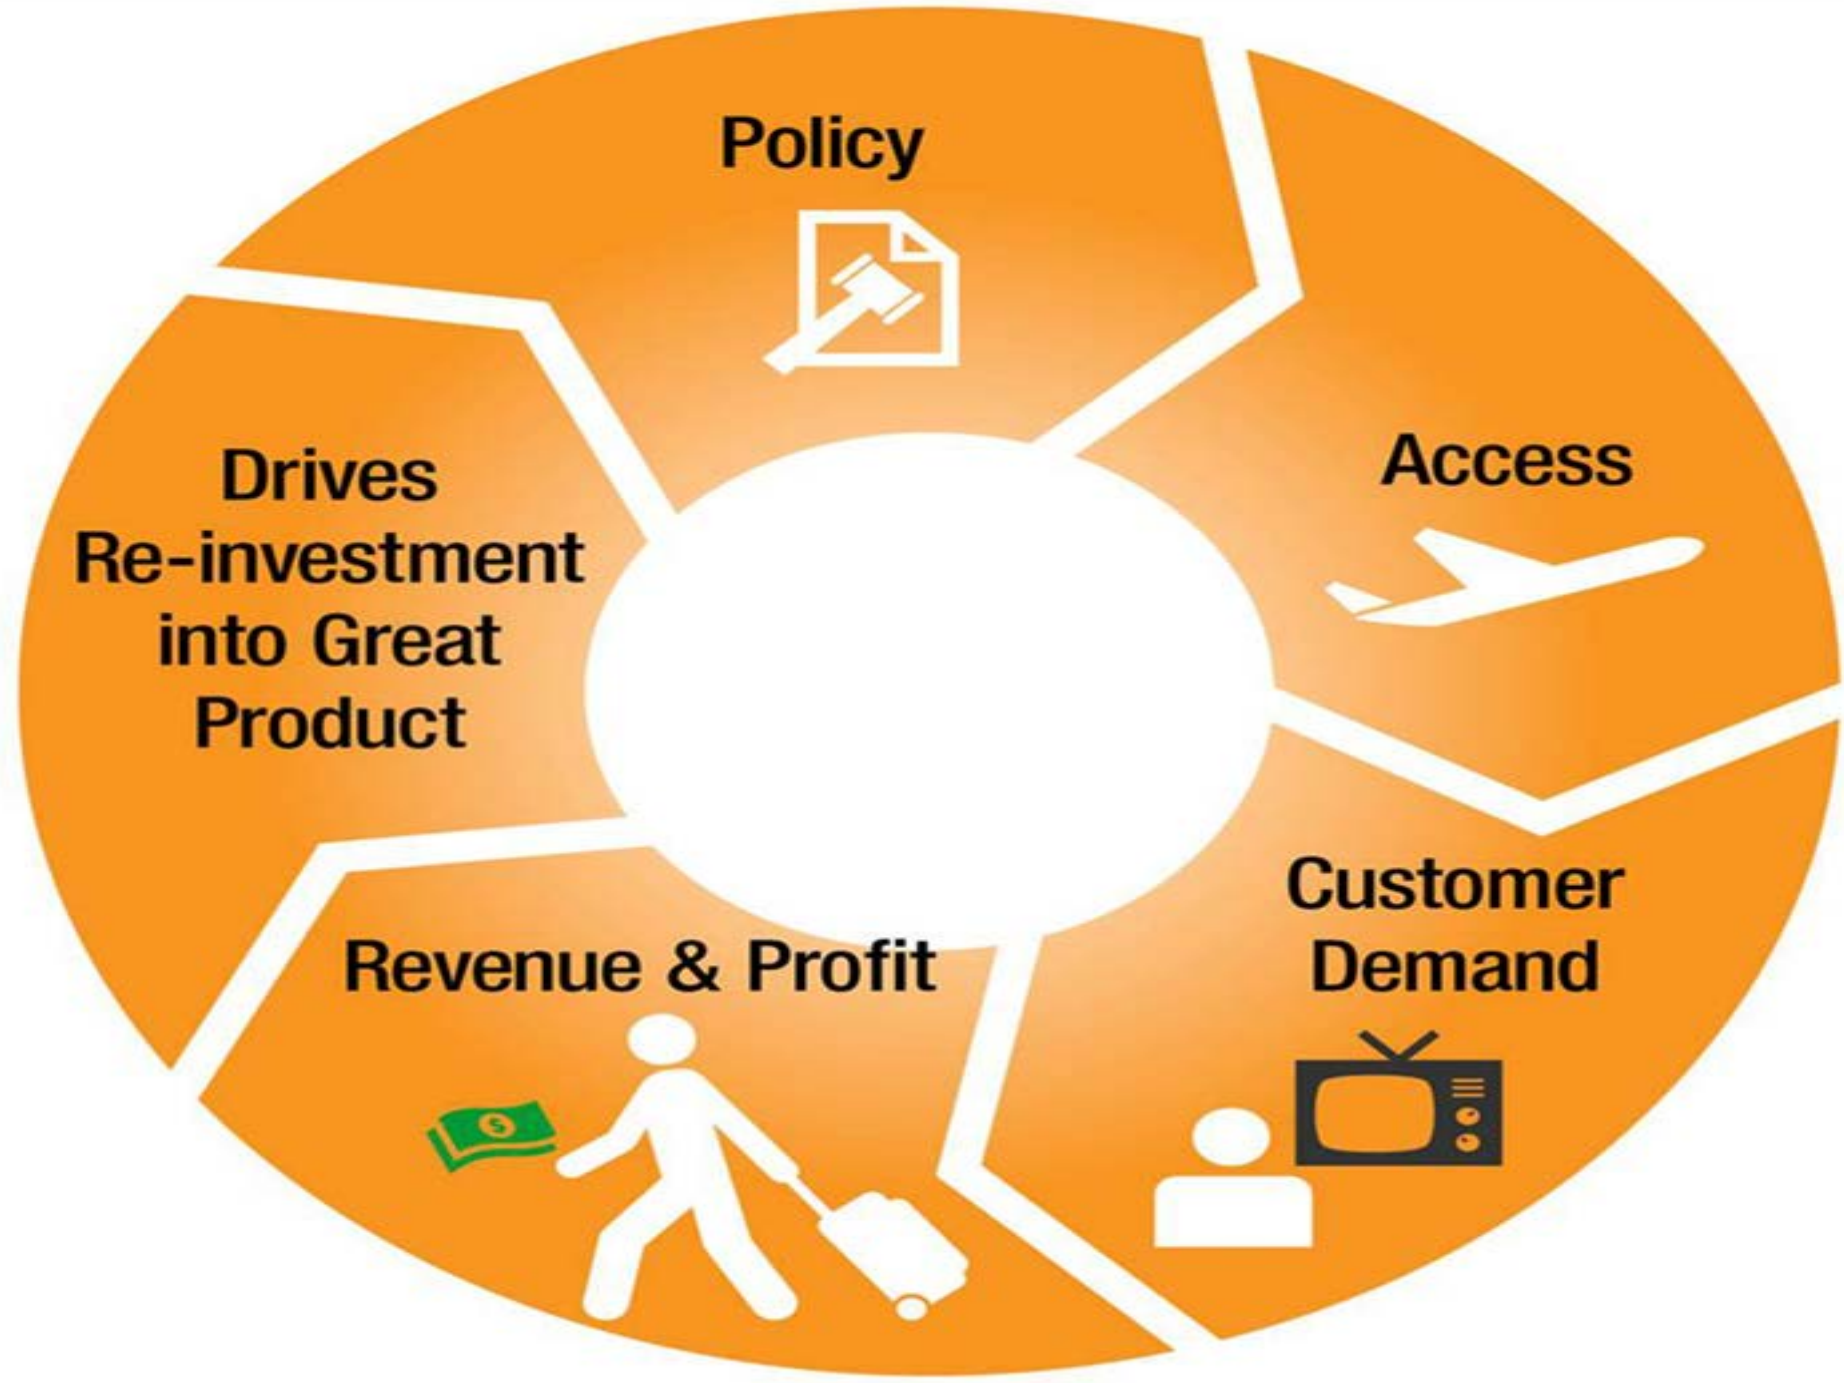 Policy
Access
Customer
Demand
Revenue & Profit
Drives
Re-investment
into Great
Product
$